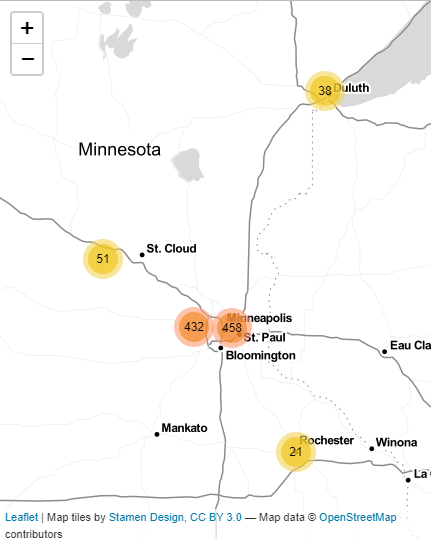 +
−
38 Duluth
Minnesota
St. Cloud
51
Minneapolis
432
458
St. Paul
Eau Cla
Bloomington
Mankato
Rochester
Winona
21
La
Leaflet | Map tiles by Stamen Design, CC BY 3.0 — Map data © OpenStreetMap
contributors